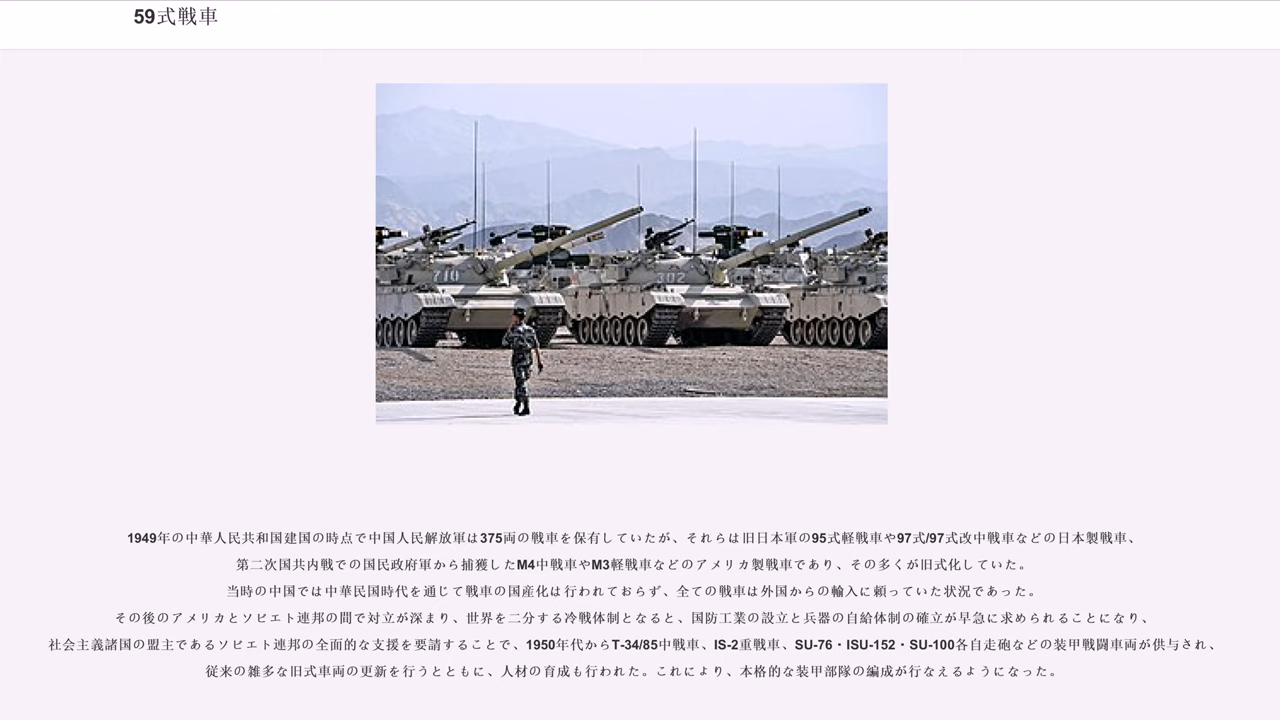 59式戦車
710
302
1949年の中華人民共和国建国の時点で中国人民解放軍は375両の戦車を保有していたが、それらは旧日本軍の95式軽戦車や97式/97式改中戦車などの日本製戦車、
第二次国共内戦での国民政府軍から捕獲したM4中戦車やM3軽戦車などのアメリカ製戦車であり、その多くが旧式化していた。
当時の中国では中華民国時代を通じて戦車の国産化は行われておらず、全ての戦車は外国からの輸入に頼っていた状況であった。
その後のアメリカとソビエト連邦の間で対立が深まり、世界を二分する冷戦体制となると、国防工業の設立と兵器の自給体制の確立が早急に求められることになり、
社会主義諸国の盟主であるソビエト連邦の全面的な支援を要請することで、1950年代からT-34/85中戦車、IS-2重戦車、SU-76・ISU-152・SU-100各自走砲などの装甲戦闘車両が供与され、
従来の雑多な旧式車両の更新を行うとともに、人材の育成も行われた。これにより、本格的な装甲部隊の編成が行なえるようになった。